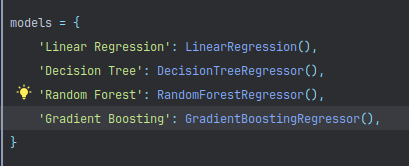 models = {
    'Linear Regression': LinearRegression(),
    'Decision Tree': DecisionTreeRegressor(),
    'Random Forest': RandomForestRegressor(),
    'Gradient Boosting': GradientBoostingRegressor(),
}